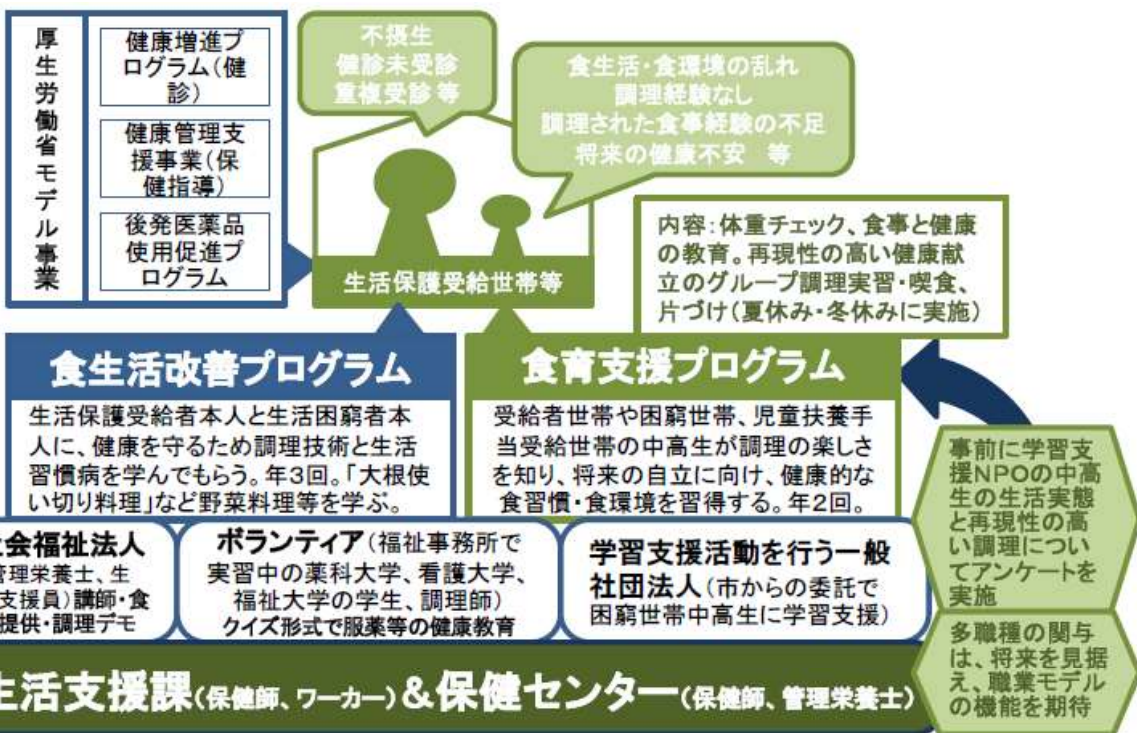 厚生労働省モデル事業
健康増進プ
ログラム(健
診)
健康管理支
援事業(保
健指導)
後発医薬品
使用促進プ
ログラム
不摂生
健診未受診
重複受診 等
食生活・食環境の乱れ
調理経験なし
調理された食事経験の不足
将来の健康不安 等
生活保護受給世帯等
内容:体重チェック、食事と健康
の教育。再現性の高い健康献
立のグループ調理実習・喫食、
片づけ(夏休み・冬休みに実施)
食生活改善プログラム
生活保護受給者本人と生活困窮者本
人に、健康を守るため調理技術と生活
習慣病を学んでもらう。年3回。「大根使
い切り料理」など野菜料理等を学ぶ。
食育支援プログラム
受給者世帯や困窮世帯、児童扶養手
当受給世帯の中高生が調理の楽しさ
を知り、将来の自立に向け、健康的な
食習慣・食環境を習得する。年2回。
事前に学習支
援NPOの中高
生の生活実態
と再現性の高
い調理につい
てアンケートを
実施
会福祉法人
管理栄養士、生
支援員)講師・食
提供・調理デモ
ボランティア(福祉事務所で
実習中の薬科大学、看護大学、
福祉大学の学生、調理師)
クイズ形式で服薬等の健康教育
学習支援活動を行う一般
社団法人(市からの委託で
困窮世帯中高生に学習支援)
多職種の関与
は、将来を見据
え、職業モデル
の機能を期待
生活支援課(保健師、ワーカー)&保健センター(保健師、管理栄養士)